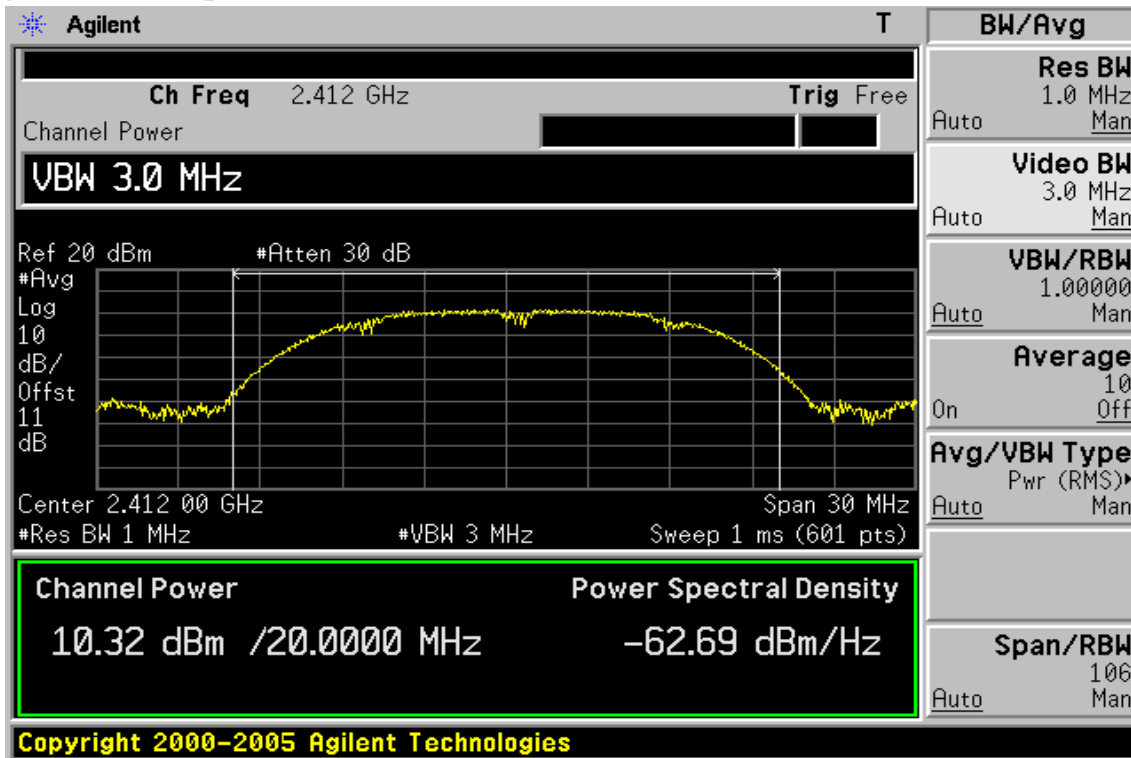 Agilent T
Ch Freq 2.412 GHz Trig Free
Channel Power
VBW 3.0 MHz
Ref 20 dBm #Atten 30 dB
#Avg
Log
10
dB/
Offst
11
dB
Center 2.412 00 GHz Span 30 MHz
#Res BW 1 MHz #VBW 3 MHz Sweep 1 ms (601 pts)
Channel Power Power Spectral Density
10.32 dBm /20.0000 MHz -62.69 dBm/Hz
Copyright 2000-2005 Agilent Technologies
BW/Avg
Res BW
1.0 MHz
Auto Man
Video BW
3.0 MHz
Auto Man
VBW/RBW
1.00000
Auto Man
Average
10
On Off
Avg/VBW Type
Pwr (RMS)
Auto Man
Span/RBW
106
Auto Man